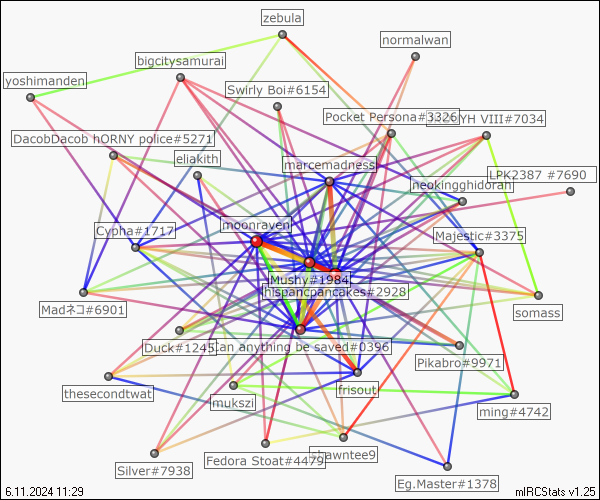 zebula
normalwan
bigcitysamurai
yoshimanden
Swirly Boi#6154
Pocket Persona#3326
YH VIII#7034
DacobDacob hORNY police#5271
eliakith
marcemadness
LPK2387 #7690
neokingghidorah
moonraven
Cypha#1717
Majestic#3375
Mushy#1984
hispancpancakes#2928
Madネコ#6901
somass
Duck#1245
an anything be saved#0396
Pikabro#9971
thesecondtwat
frisout
mukszi
ming#4742
shawntee9
Fedora Stoat#4479
Silver#7938
Eg.Master#1378
6.11.2024 11:29
mIRCStats v1.25